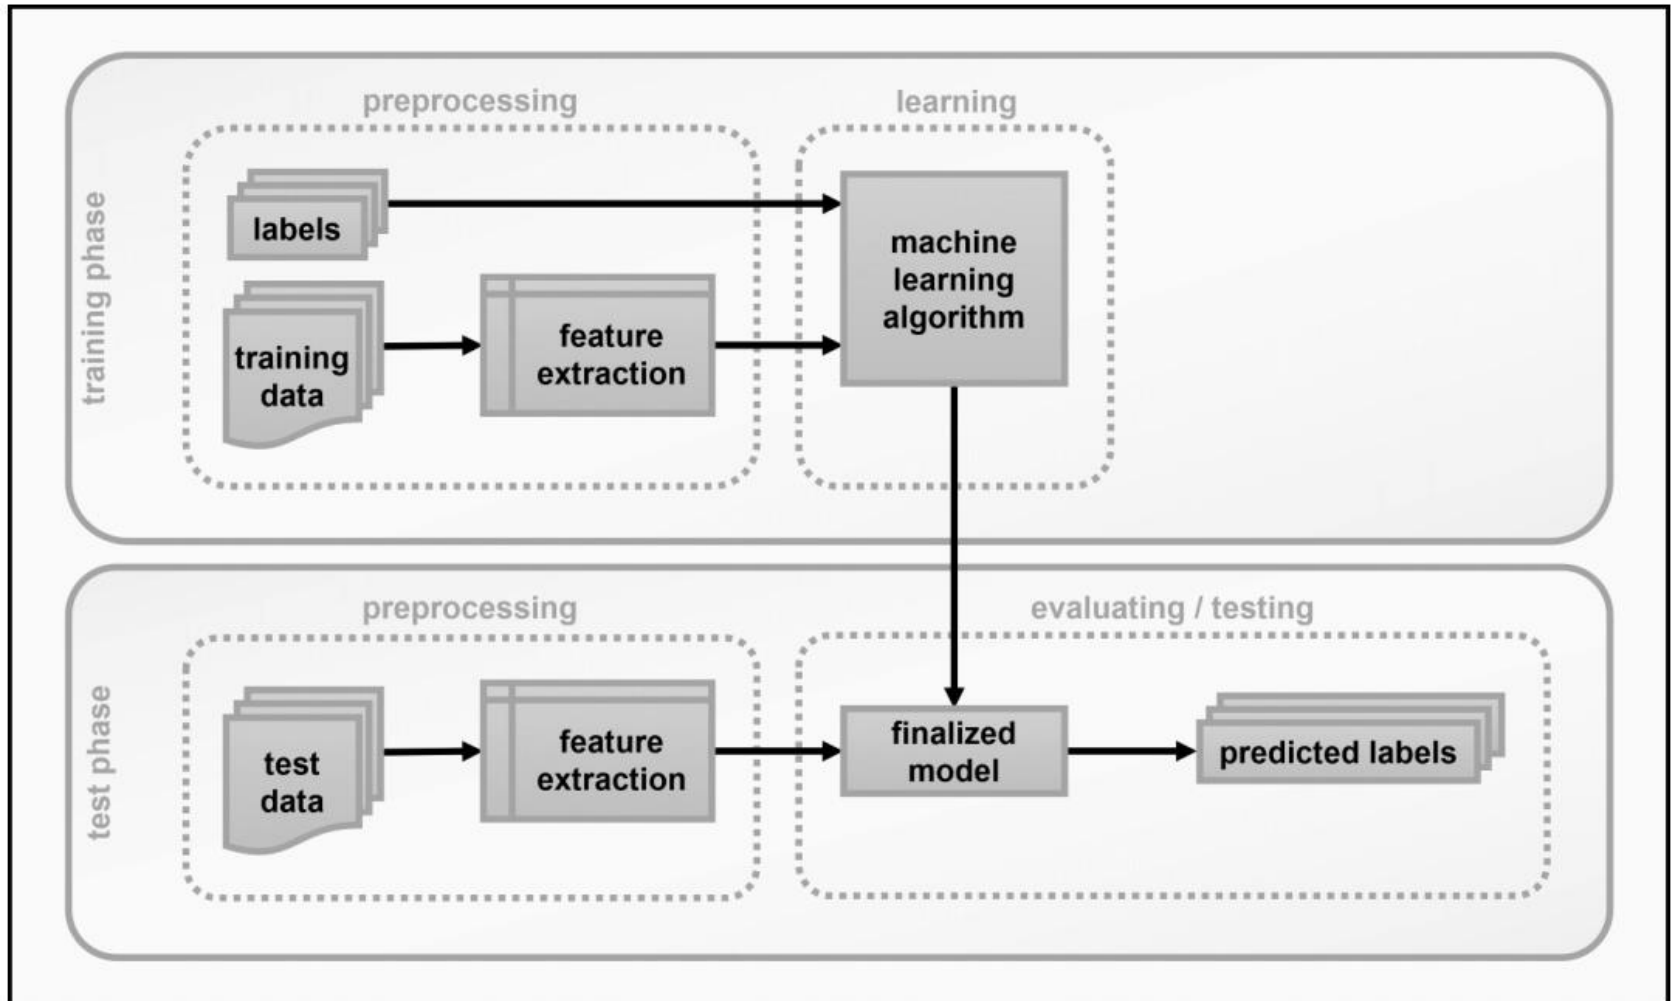 preprocessing
learning
training phase
labels
machine
learning
algorithm
training
data
feature
extraction
preprocessing
evaluating / testing
test phase
test
data
feature
extraction
finalized
model
predicted labels